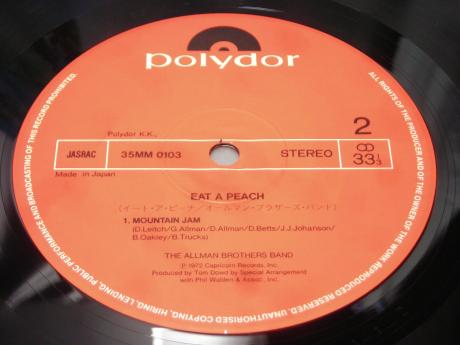 polydor
Polydor K.K.,
2
JASRAC
35MM 0103
STEREO
33⅓
Made in Japan
EAT A PEACH
(イート・ア・ピーチ/オールマン・ブラザーズ・バンド)
1. MOUNTAIN JAM
(D.Leitch/G.Allman/D.Allman/D.Betts/J.J.Johanson/
B.Oakley/B.Trucks)
THE ALLMAN BROTHERS BAND
Ⓟ 1972 Capricorn Records, Inc.
Produced by Tom Dowd by Special Arrangement
with Phil Walden & Assoc., Inc.
ALL RIGHTS OF THE PRODUCER AND OF THE OWNER OF THE WORK REPRODUCED RESERVED. UNAUTHORISED COPYING, HIRING, LENDING, PUBLIC PERFORMANCE AND BROADCASTING OF THIS RECORD PROHIBITED.